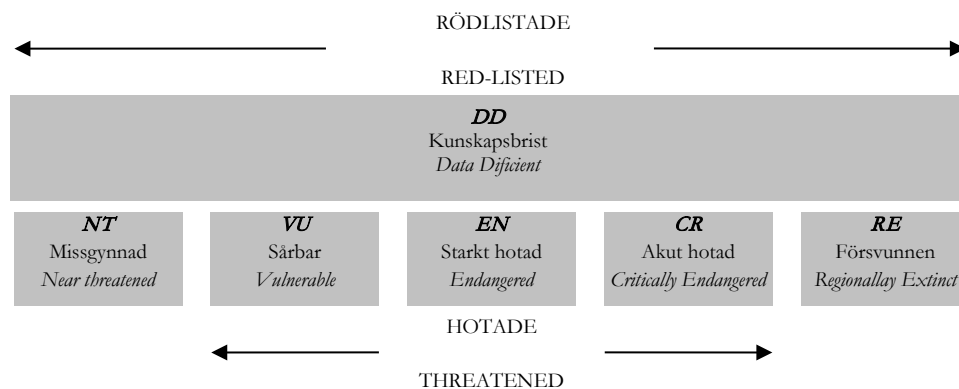 RÖDLISTADE
RED-LISTED
DD
Kunskapsbrist
Data Dificient
NT
Missgynnad
Near threatened
VU
Sårbar
Vulnerable
EN
Starkt hotad
Endangered
CR
Akut hotad
Critically Endangered
RE
Försvunnen
Regionallay Extinct
HOTADE
THREATENED